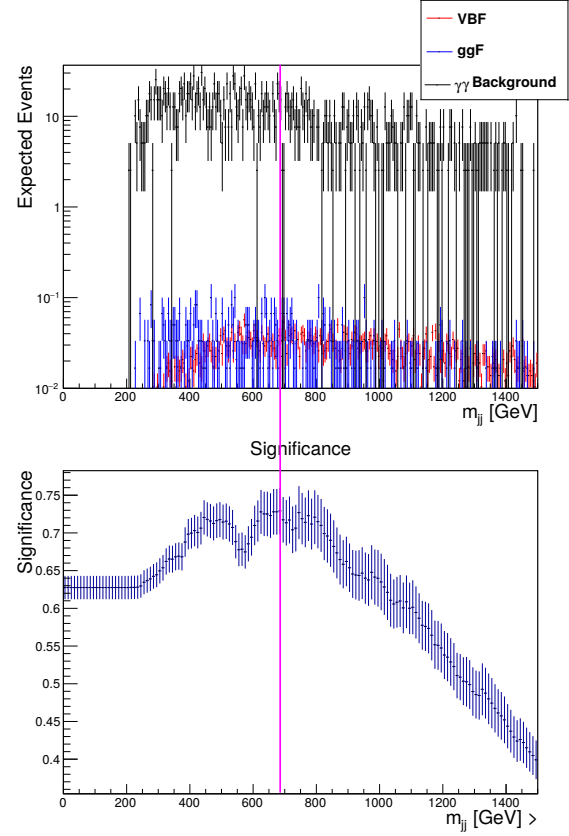 VBF
ggF
γγ Background
Expected Events
10
1
10⁻¹
10⁻²
0 200 400 600 800 1000 1200 1400
m_jj [GeV]
Significance
Significance
0.75
0.7
0.65
0.6
0.55
0.5
0.45
0.4
0 200 400 600 800 1000 1200 1400
m_jj [GeV] >